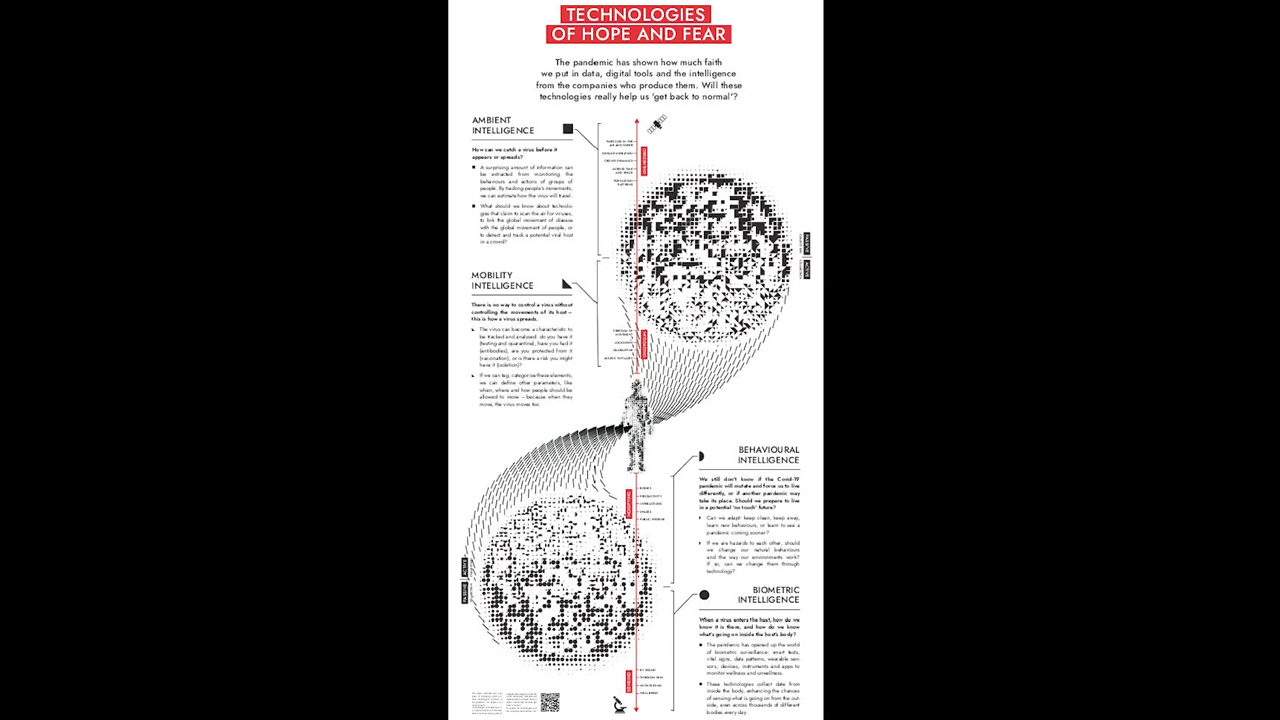 TECHNOLOGIES
OF HOPE AND FEAR
The pandemic has shown how much faith
we put in data, digital tools and the intelligence
from the companies who produce them. Will these
technologies really help us 'get back to normal'?
AMBIENT
INTELLIGENCE
How can we catch a virus before it
appears or spreads?
A surprising amount of information can
be extracted from monitoring the
behaviours and actions of groups of
people. By tracking people's movements,
we can estimate how the virus will travel.
What should we know about technolo-
gies that claim to scan the air for viruses,
to link the global movement of disease
with the global movement of people, or
to detect and track a potential viral host
in a crowd?
MOBILITY
INTELLIGENCE
There is no way to control a virus without
controlling the movements of its host –
this is how a virus spreads.
The virus can become a characteristic to
be tracked and analysed: do you have it
(testing and quarantine), have you had it
(antibodies), are you protected from it
(vaccination), or is there a risk you might
have it (isolation)?
If we can tag, categorise these elements,
we can define other parameters, like
when, where and how people should be
allowed to move – because when they
move, the virus moves too.
BEHAVIOURAL
INTELLIGENCE
We still don't know if the Covid-19
pandemic will mutate and force us to live
differently, or if another pandemic may
take its place. Should we prepare to live
in a potential 'no touch' future?
Can we adapt: keep clean, keep away,
learn new behaviours, or learn to see a
pandemic coming sooner?
If we are hazards to each other, should
we change our natural behaviours
and the way our environments work?
If so, can we change them through
technology?
BIOMETRIC
INTELLIGENCE
When a virus enters the host, how do we
know it is there, and how do we know
what's going on inside the host's body?
The pandemic has opened up the world
of biometric surveillance: smart tests,
vital signs, data patterns, wearable sen-
sors, devices, instruments and apps to
monitor wellness and unwellness.
These technologies collect data from
inside the body, enhancing the chances
of sensing what is going on from the out-
side, even across thousands of different
bodies every day.